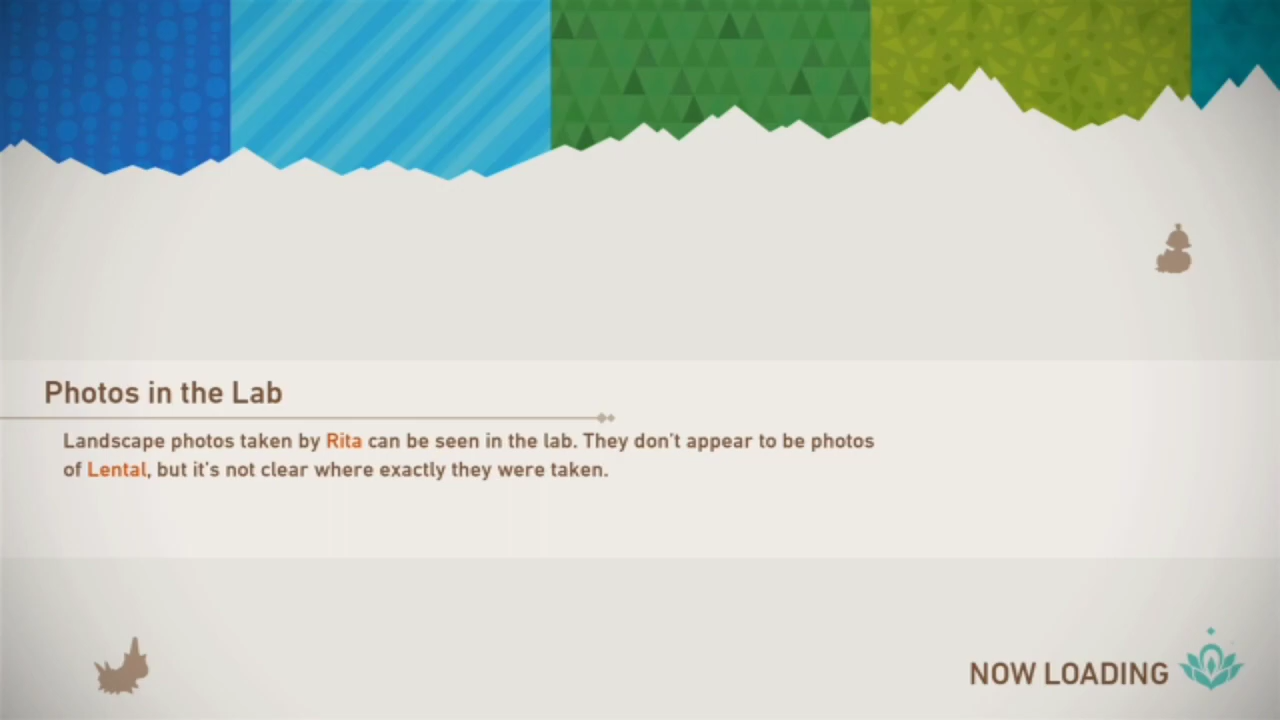 Photos in the Lab
Landscape photos taken by Rita can be seen in the lab. They don't appear to be photos
of Lental, but it's not clear where exactly they were taken.
NOW LOADING